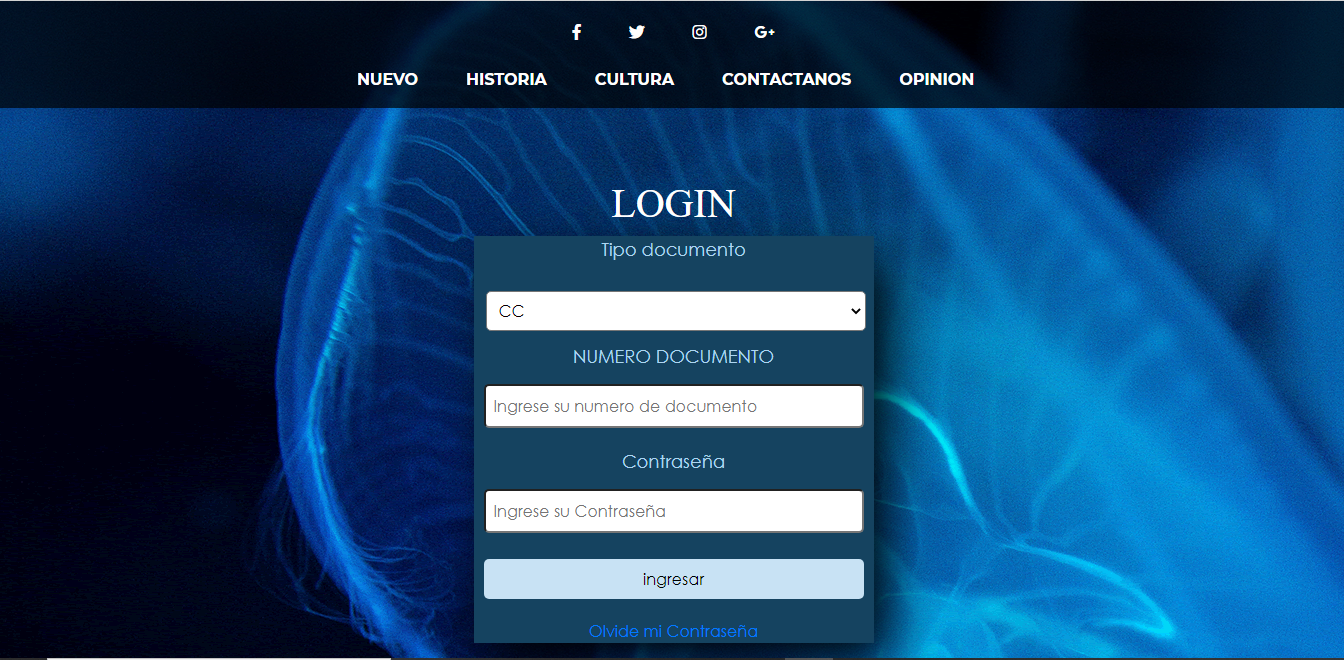 NUEVO HISTORIA CULTURA CONTACTANOS OPINION
LOGIN
Tipo documento
CC
NUMERO DOCUMENTO
Ingrese su numero de documento
Contraseña
Ingrese su Contraseña
ingresar
Olvide mi Contraseña